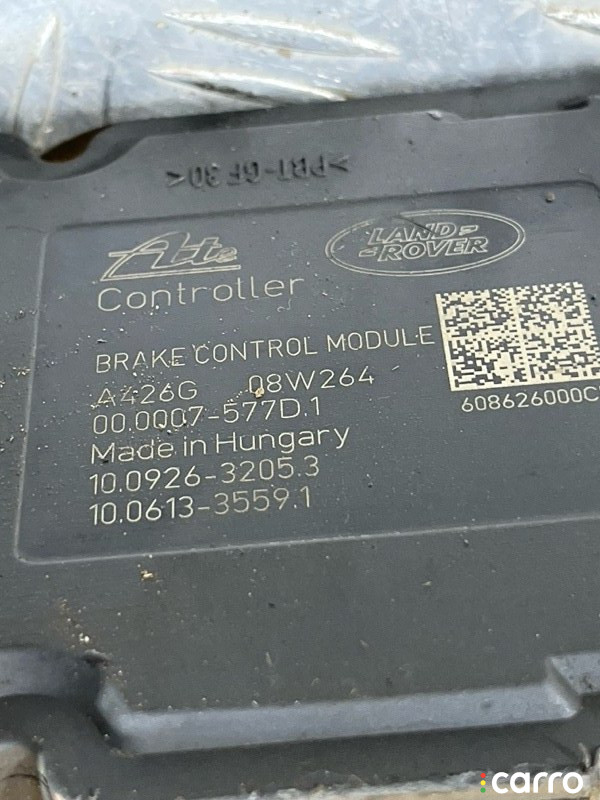 >PBT-GF30<
Ate
LAND-
-ROVER
Controller
BRAKE CONTROL MODULE
A426G 08W264
00.0007-577D.1
608626000C
Made in Hungary
10.0926-3205.3
10.0613-3559.1
carro